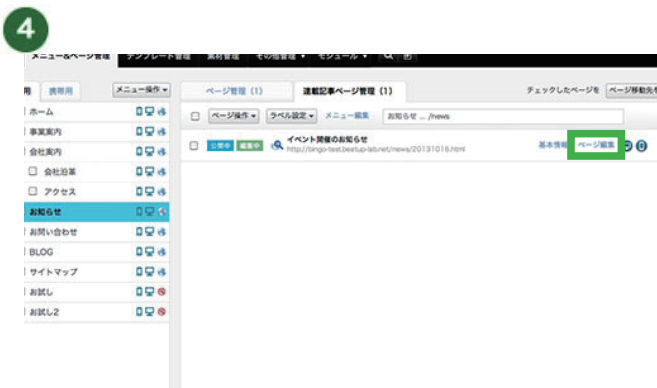 4
メニュー&ページ管理 テンプレート管理 素材管理 その他管理 モジュール
用 携帯用 メニュー操作 ページ管理 (1) 連載記事ページ管理 (1) チェックしたページを ページ移動先を
ホーム
ページ操作 ラベル設定 メニュー編集 お知らせ ... /news
事業案内
公開中 編集中 イベント開催のお知らせ 基本情報 ページ編集
http://bingo-test.bestup-lab.net/news/20131016.html
会社案内
会社沿革
アクセス
お知らせ
お問い合わせ
BLOG
サイトマップ
お試し
お試し2